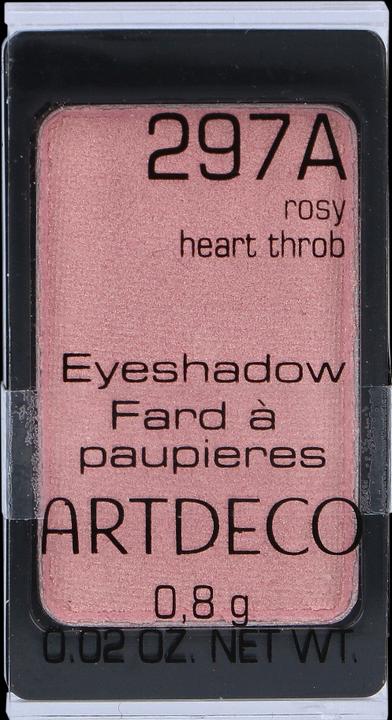 297A
rosy
heart throb
Eyeshadow
Fard à
paupieres
ARTDECO
0,8 g
0.02 OZ. NET WT.